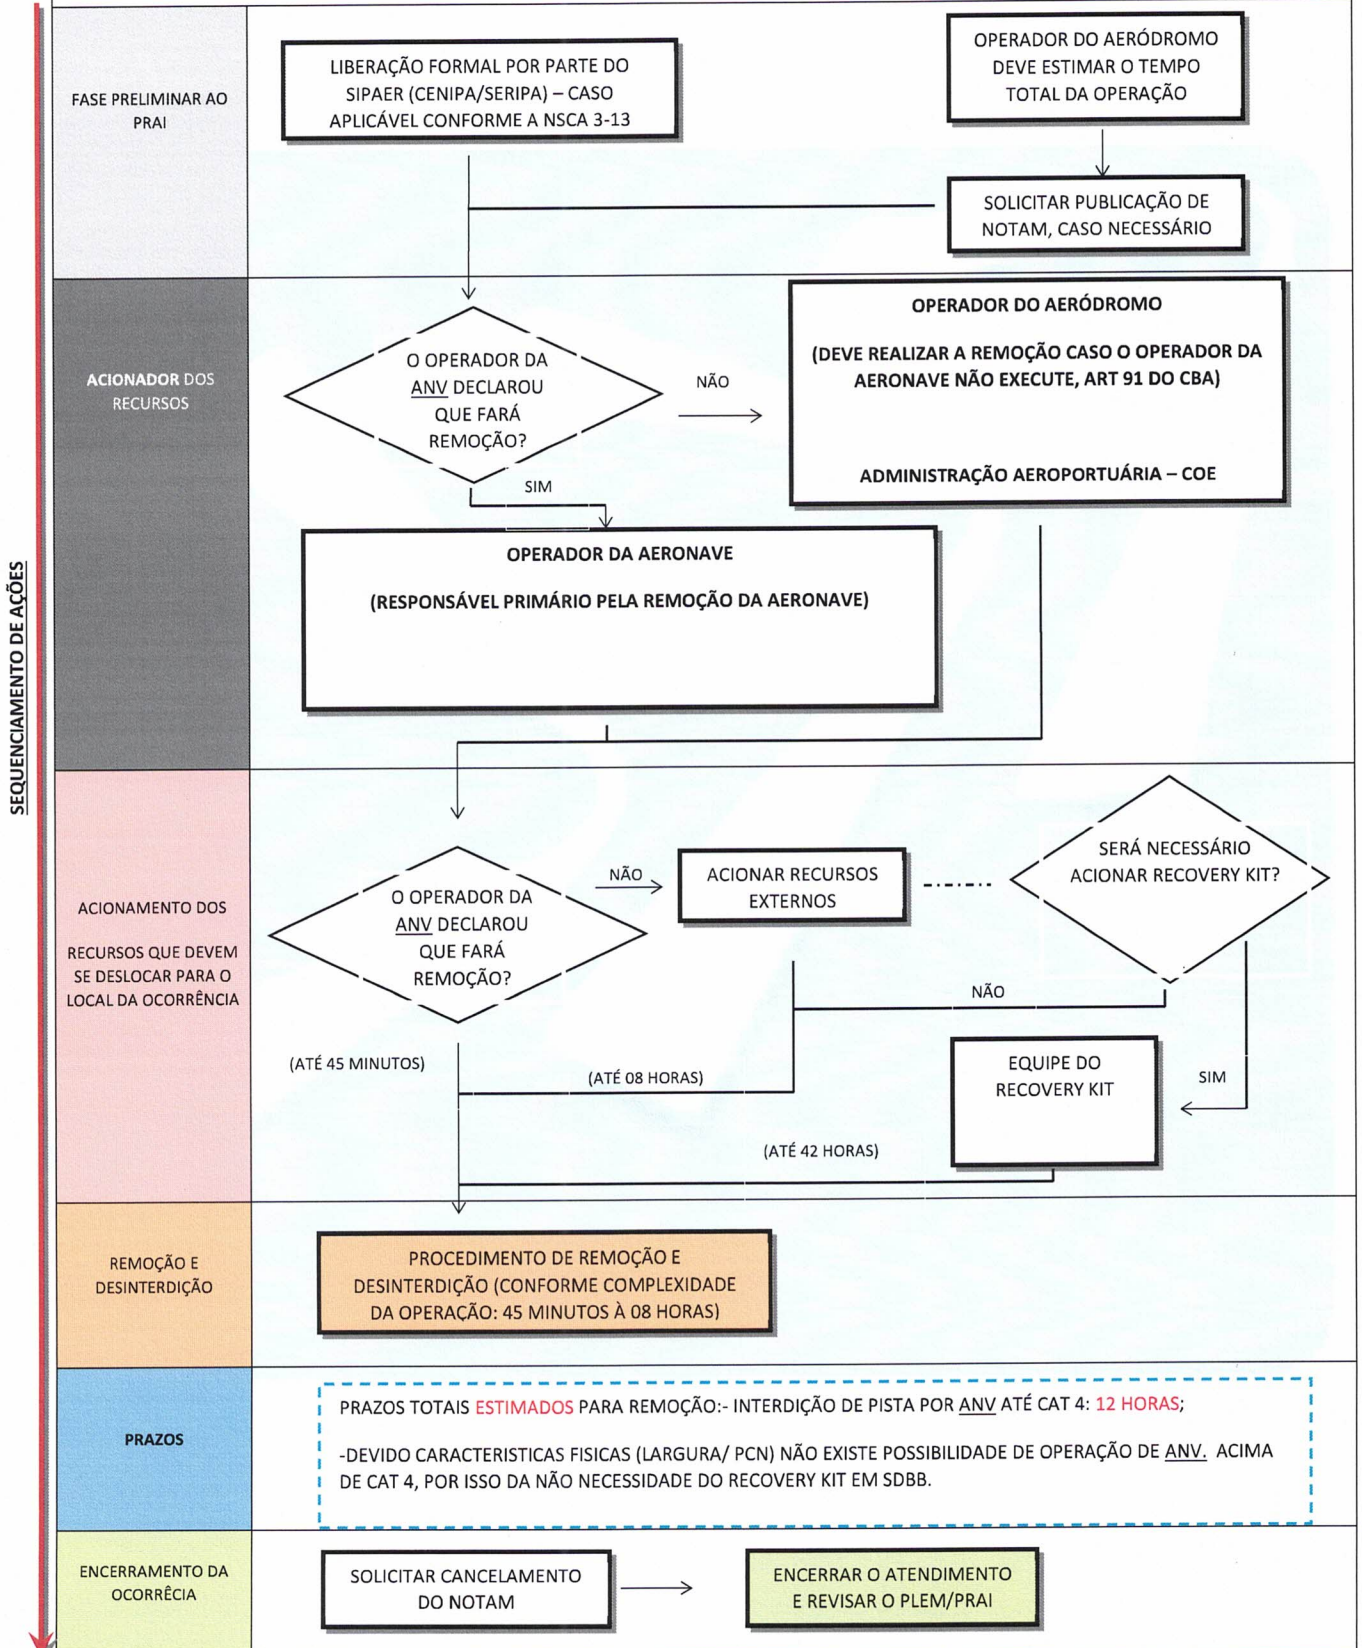 SEQUENCIAMENTO DE AÇÕES
FASE PRELIMINAR AO
PRAI
LIBERAÇÃO FORMAL POR PARTE DO
SIPAER (CENIPA/SERIPA) – CASO
APLICÁVEL CONFORME A NSCA 3-13
OPERADOR DO AERÓDROMO
DEVE ESTIMAR O TEMPO
TOTAL DA OPERAÇÃO
SOLICITAR PUBLICAÇÃO DE
NOTAM, CASO NECESSÁRIO
ACIONADOR DOS
RECURSOS
O OPERADOR DA
ANV DECLAROU
QUE FARÁ
REMOÇÃO?
NÃO
SIM
OPERADOR DO AERÓDROMO
(DEVE REALIZAR A REMOÇÃO CASO O OPERADOR DA
AERONAVE NÃO EXECUTE, ART 91 DO CBA)
ADMINISTRAÇÃO AEROPORTUÁRIA – COE
OPERADOR DA AERONAVE
(RESPONSÁVEL PRIMÁRIO PELA REMOÇÃO DA AERONAVE)
ACIONAMENTO DOS
RECURSOS QUE DEVEM
SE DESLOCAR PARA O
LOCAL DA OCORRÊNCIA
O OPERADOR DA
ANV DECLAROU
QUE FARÁ
REMOÇÃO?
NÃO
ACIONAR RECURSOS
EXTERNOS
SERÁ NECESSÁRIO
ACIONAR RECOVERY KIT?
NÃO
SIM
EQUIPE DO
RECOVERY KIT
(ATÉ 45 MINUTOS)
(ATÉ 08 HORAS)
(ATÉ 42 HORAS)
REMOÇÃO E
DESINTERDIÇÃO
PROCEDIMENTO DE REMOÇÃO E
DESINTERDIÇÃO (CONFORME COMPLEXIDADE
DA OPERAÇÃO: 45 MINUTOS À 08 HORAS)
PRAZOS
PRAZOS TOTAIS ESTIMADOS PARA REMOÇÃO:- INTERDIÇÃO DE PISTA POR ANV ATÉ CAT 4: 12 HORAS;
-DEVIDO CARACTERISTICAS FISICAS (LARGURA/ PCN) NÃO EXISTE POSSIBILIDADE DE OPERAÇÃO DE ANV. ACIMA
DE CAT 4, POR ISSO DA NÃO NECESSIDADE DO RECOVERY KIT EM SDBB.
ENCERRAMENTO DA
OCORRÊCIA
SOLICITAR CANCELAMENTO
DO NOTAM
ENCERRAR O ATENDIMENTO
E REVISAR O PLEM/PRAI